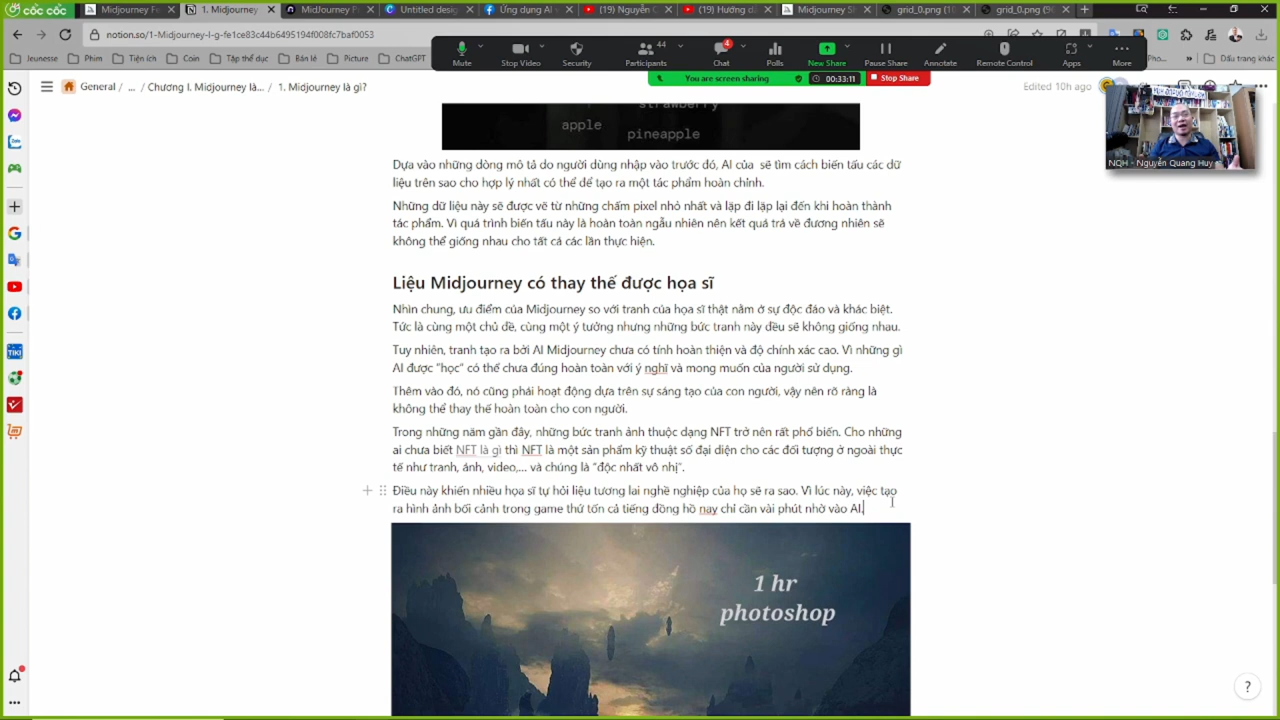 cốc cốc
Midjourney Fe
1. Midjourney
MidJourney P
Untitled desig
Ứng dụng AI v
(19) Nguyễn Q
(19) Hướng dẫ
Midjourney St
grid_0.png (1
grid_0.png (9
notion.so/1-Midjourney-l-g-fe1ce83c44b6495194f008fc7baf0053
Jeunesse
Phim
Tiện ích
Coin
Tập thể dục
Bán lẻ
Picture
ChatGPT
Pho...
Dấu trang khác
Mute
Stop Video
Security
44
Participants
4
Chat
Polls
New Share
Pause Share
Annotate
Remote Control
Apps
More
You are screen sharing
00:33:11
Stop Share
General / ... / Chương I. Midjourney là... / 1. Midjourney là gì?
Edited 10h ago
NQH - Nguyễn Quang Huy
strawberry
apple
pineapple
Dựa vào những dòng mô tả do người dùng nhập vào trước đó, AI của sẽ tìm cách biến tấu các dữ
liệu trên sao cho hợp lý nhất có thể để tạo ra một tác phẩm hoàn chỉnh.
Những dữ liệu này sẽ được vẽ từ những chấm pixel nhỏ nhất và lặp đi lặp lại đến khi hoàn thành
tác phẩm. Vì quá trình biến tấu này là hoàn toàn ngẫu nhiên nên kết quả trả về đương nhiên sẽ
không thể giống nhau cho tất cả các lần thực hiện.
Liệu Midjourney có thay thế được họa sĩ
Nhìn chung, ưu điểm của Midjourney so với tranh của họa sĩ thật nằm ở sự độc đáo và khác biệt.
Tức là cùng một chủ đề, cùng một ý tưởng nhưng những bức tranh này đều sẽ không giống nhau.
Tuy nhiên, tranh tạo ra bởi AI Midjourney chưa có tính hoàn thiện và độ chính xác cao. Vì những gì
AI được "học" có thể chưa đúng hoàn toàn với ý nghĩ và mong muốn của người sử dụng.
Thêm vào đó, nó cũng phải hoạt động dựa trên sự sáng tạo của con người, vậy nên rõ ràng là
không thể thay thế hoàn toàn cho con người.
Trong những năm gần đây, những bức tranh ảnh thuộc dạng NFT trở nên rất phổ biến. Cho những
ai chưa biết NFT là gì thì NFT là một sản phẩm kỹ thuật số đại diện cho các đối tượng ở ngoài thực
tế như tranh, ảnh, video,... và chúng là "độc nhất vô nhị".
Điều này khiến nhiều họa sĩ tự hỏi liệu tương lai nghề nghiệp của họ sẽ ra sao. Vì lúc này, việc tạo
ra hình ảnh bối cảnh trong game thứ tốn cả tiếng đồng hồ nay chỉ cần vài phút nhờ vào AI.
1 hr
photoshop
Zalo
TIKI
?